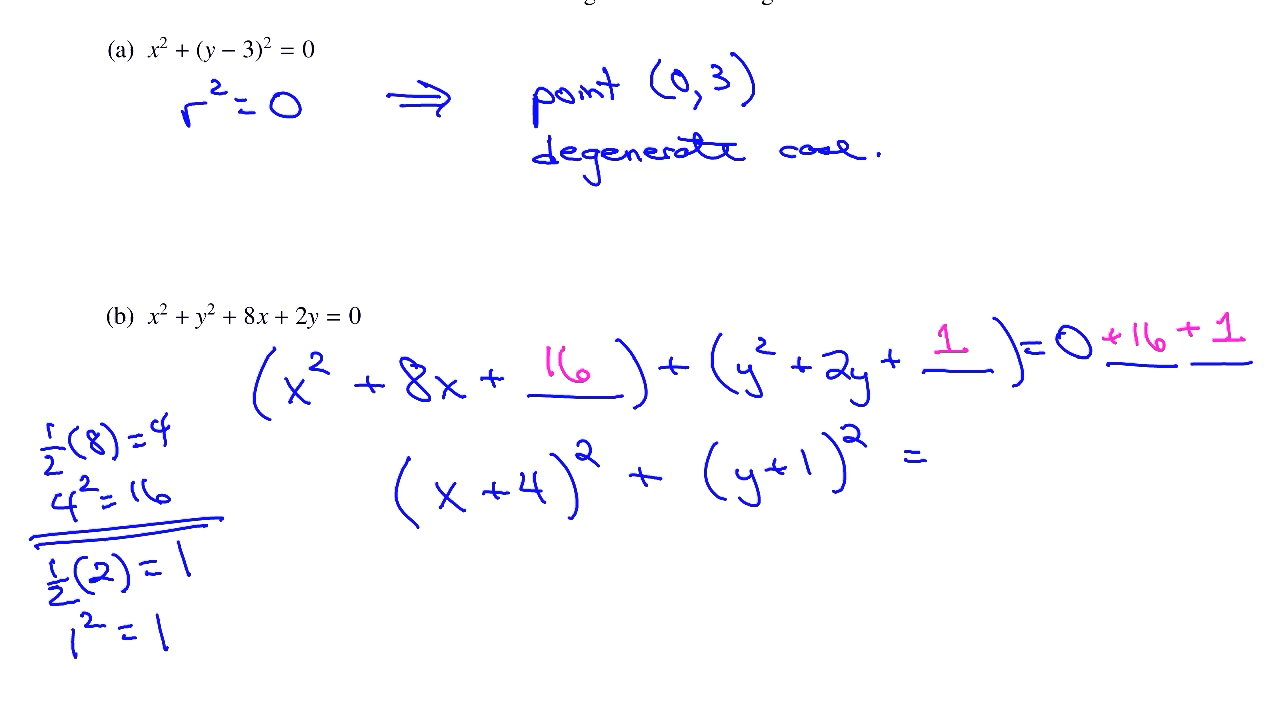 (a) x² + (y − 3)² = 0
r² = 0 ⟹ point (0, 3)
degenerate case.
(b) x² + y² + 8x + 2y = 0
(x² + 8x + 16) + (y² + 2y + 1) = 0 + 16 + 1
½(8) = 4
(x + 4)² + (y + 1)² =
4² = 16
½(2) = 1
1² = 1